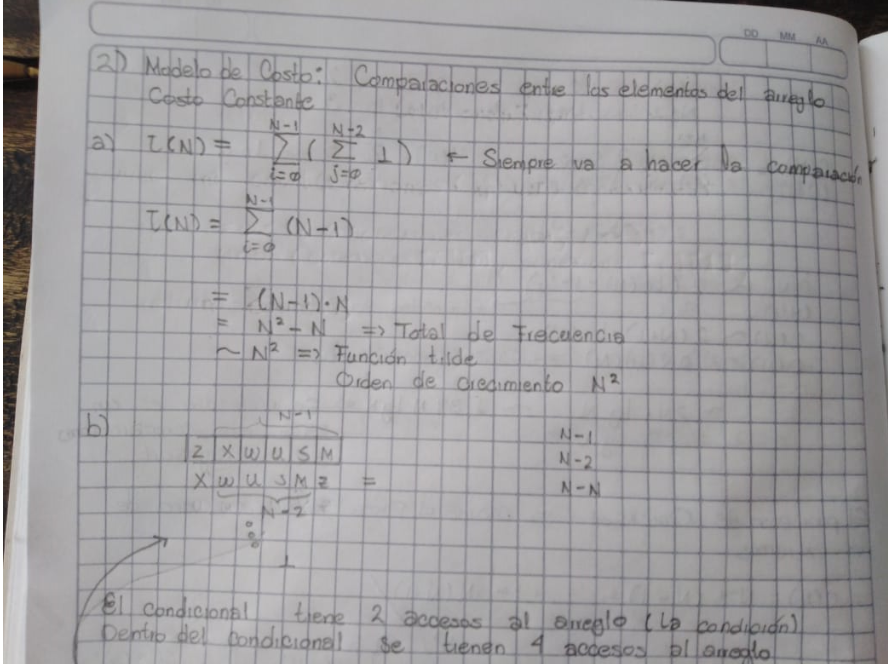 DD MM AA
2) Modelo de Costo: Comparaciones entre los elementos del arreglo
Costo Constante
a) T(N) = N-1 Σ i=0 ( N-2 Σ j=0 1) ← Siempre va a hacer la comparación
T(N) = N-1 Σ i=0 (N-1)
= (N-1)·N
= N² - N => Total de Frecuencia
~ N² => Función tilde
Orden de crecimiento N²
b) N-1
Z X W U S M
X W U S M Z =
N-2
1
N-1
N-2
N-N
El condicional tiene 2 accesos al arreglo (La condición)
Dentro del condicional se tienen 4 accesos al arreglo